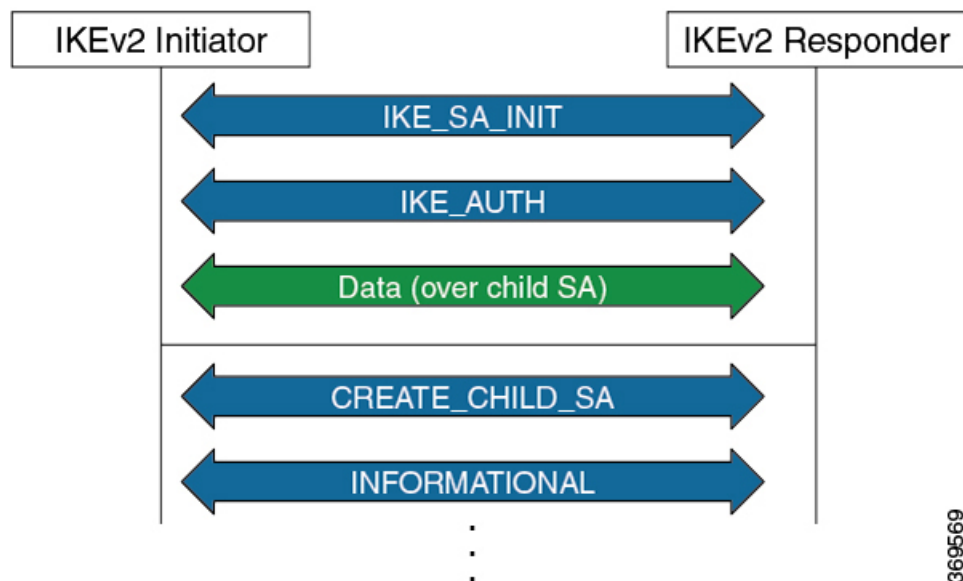 IKEv2 Initiator
IKEv2 Responder
IKE_SA_INIT
IKE_AUTH
Data (over child SA)
CREATE_CHILD_SA
INFORMATIONAL
369569